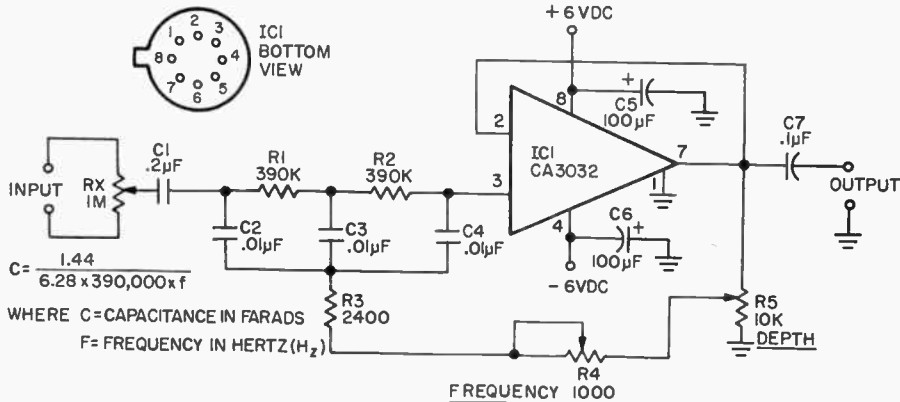 IC1
BOTTOM
VIEW
1
2
3
4
5
6
7
8
+6VDC
8
+
C5
100µF
2
IC1
CA3032
7
1
3
4
C6
+
100µF
-6VDC
C7
.1µF
OUTPUT
INPUT
RX
1M
C1
.2µF
R1
390K
R2
390K
C2
.01µF
C3
.01µF
C4
.01µF
C= 1.44
6.28 x 390,000 x f
WHERE C=CAPACITANCE IN FARADS
F= FREQUENCY IN HERTZ (Hz)
R3
2400
R4
FREQUENCY 1000
R5
10K
DEPTH